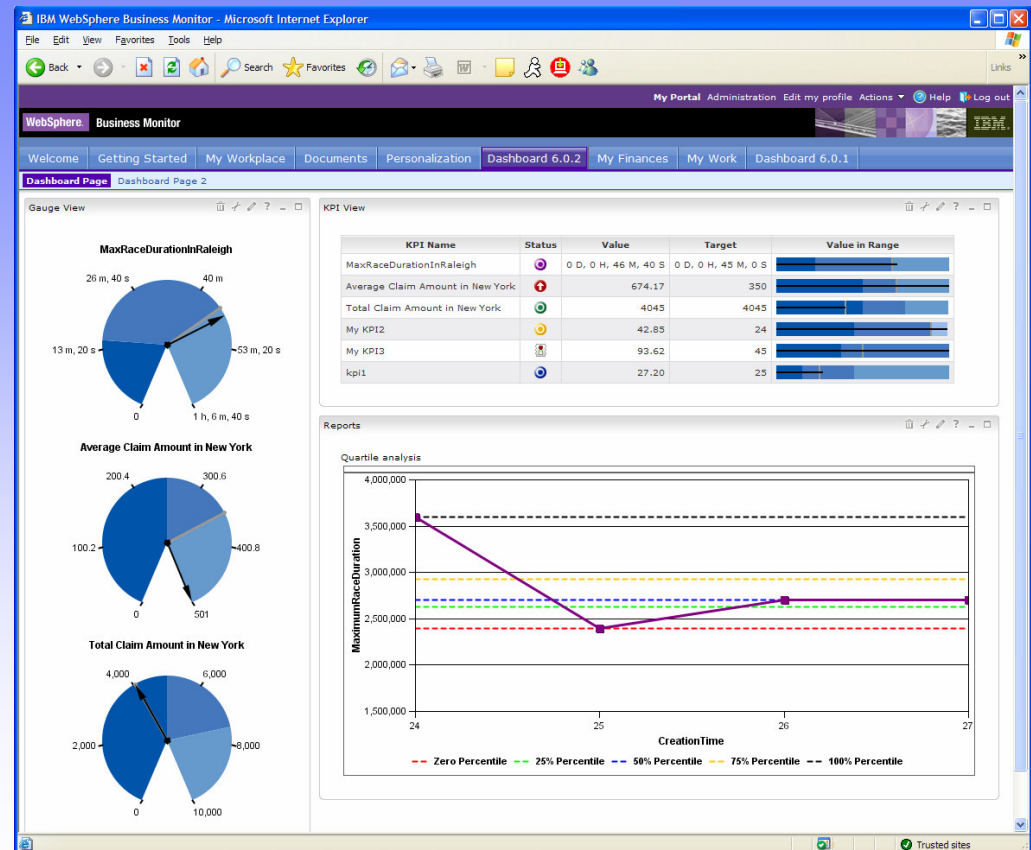 IBM WebSphere Business Monitor - Microsoft Internet Explorer
File Edit View Favorites Tools Help
Back Search Favorites Links
My Portal Administration Edit my profile Actions Help Log out
WebSphere. Business Monitor IBM.
Welcome Getting Started My Workplace Documents Personalization Dashboard 6.0.2 My Finances My Work Dashboard 6.0.1
Dashboard Page Dashboard Page 2
Gauge View
MaxRaceDurationInRaleigh
26 m, 40 s 40 m
13 m, 20 s 53 m, 20 s
0 1 h, 6 m, 40 s
Average Claim Amount in New York
200.4 300.6
100.2 400.8
0 501
Total Claim Amount in New York
4,000 6,000
2,000 8,000
0 10,000
KPI View
KPI Name Status Value Target Value in Range
MaxRaceDurationInRaleigh 0 D, 0 H, 46 M, 40 S 0 D, 0 H, 45 M, 0 S
Average Claim Amount in New York 674.17 350
Total Claim Amount in New York 4045 4045
My KPI2 42.85 24
My KPI3 93.62 45
kpi1 27.20 25
Reports
Quartile analysis
4,000,000
3,500,000
3,000,000
2,500,000
2,000,000
1,500,000
MaximumRaceDuration
24 25 26 27
CreationTime
Zero Percentile 25% Percentile 50% Percentile 75% Percentile 100% Percentile
Trusted sites